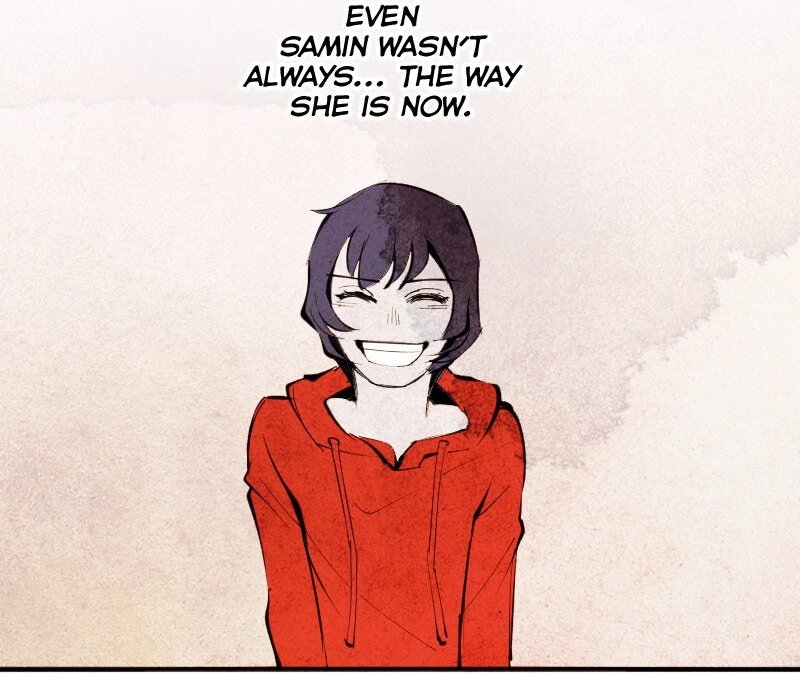 EVEN
SAMIN WASN'T
ALWAYS... THE WAY
SHE IS NOW.